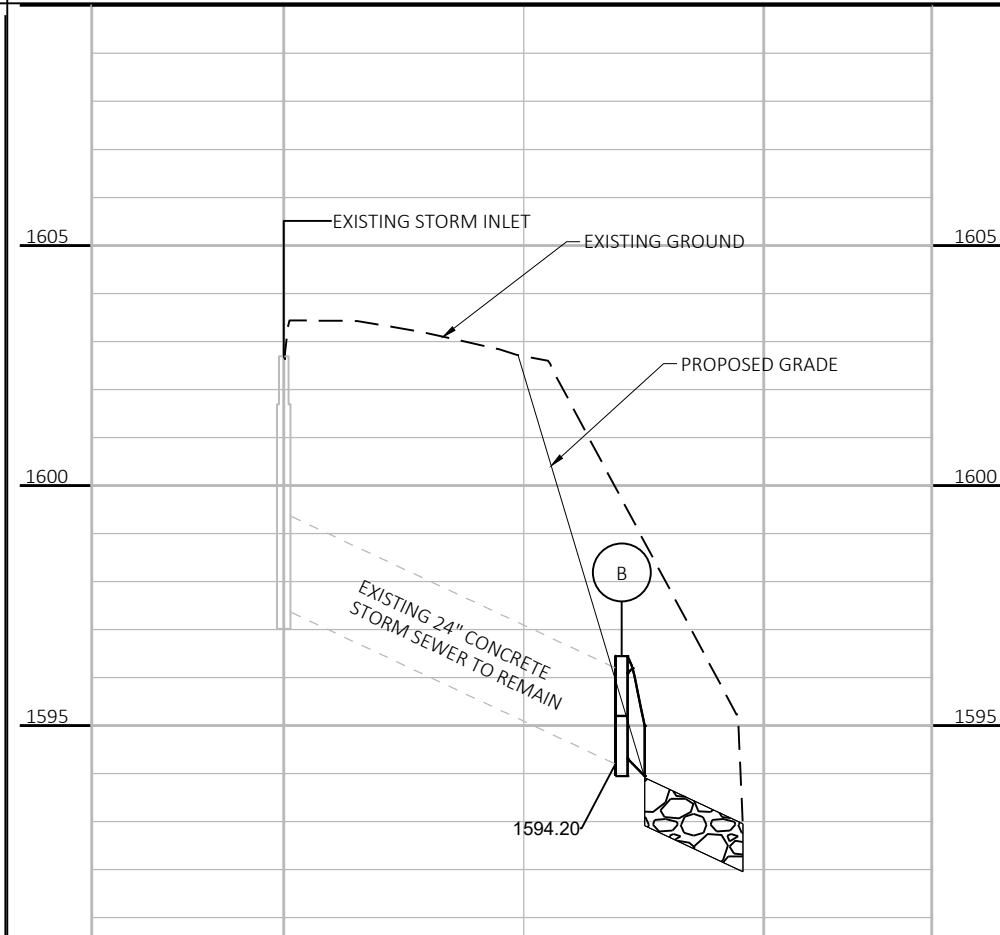 EXISTING STORM INLET
1605
EXISTING GROUND
1605
PROPOSED GRADE
1600
1600
B
EXISTING 24" CONCRETE
STORM SEWER TO REMAIN
1595
1595
1594.20